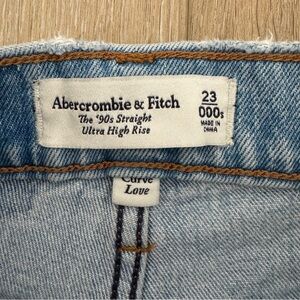 Abercrombie & Fitch
The '90s Straight
Ultra High Rise
23
000s
MADE IN
CHINA
Curve
Love